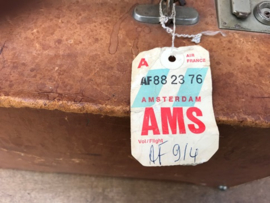 A
AIR
FRANCE
AF 88 23 76
AMSTERDAM
AMS
Vol/Flight
AF 914